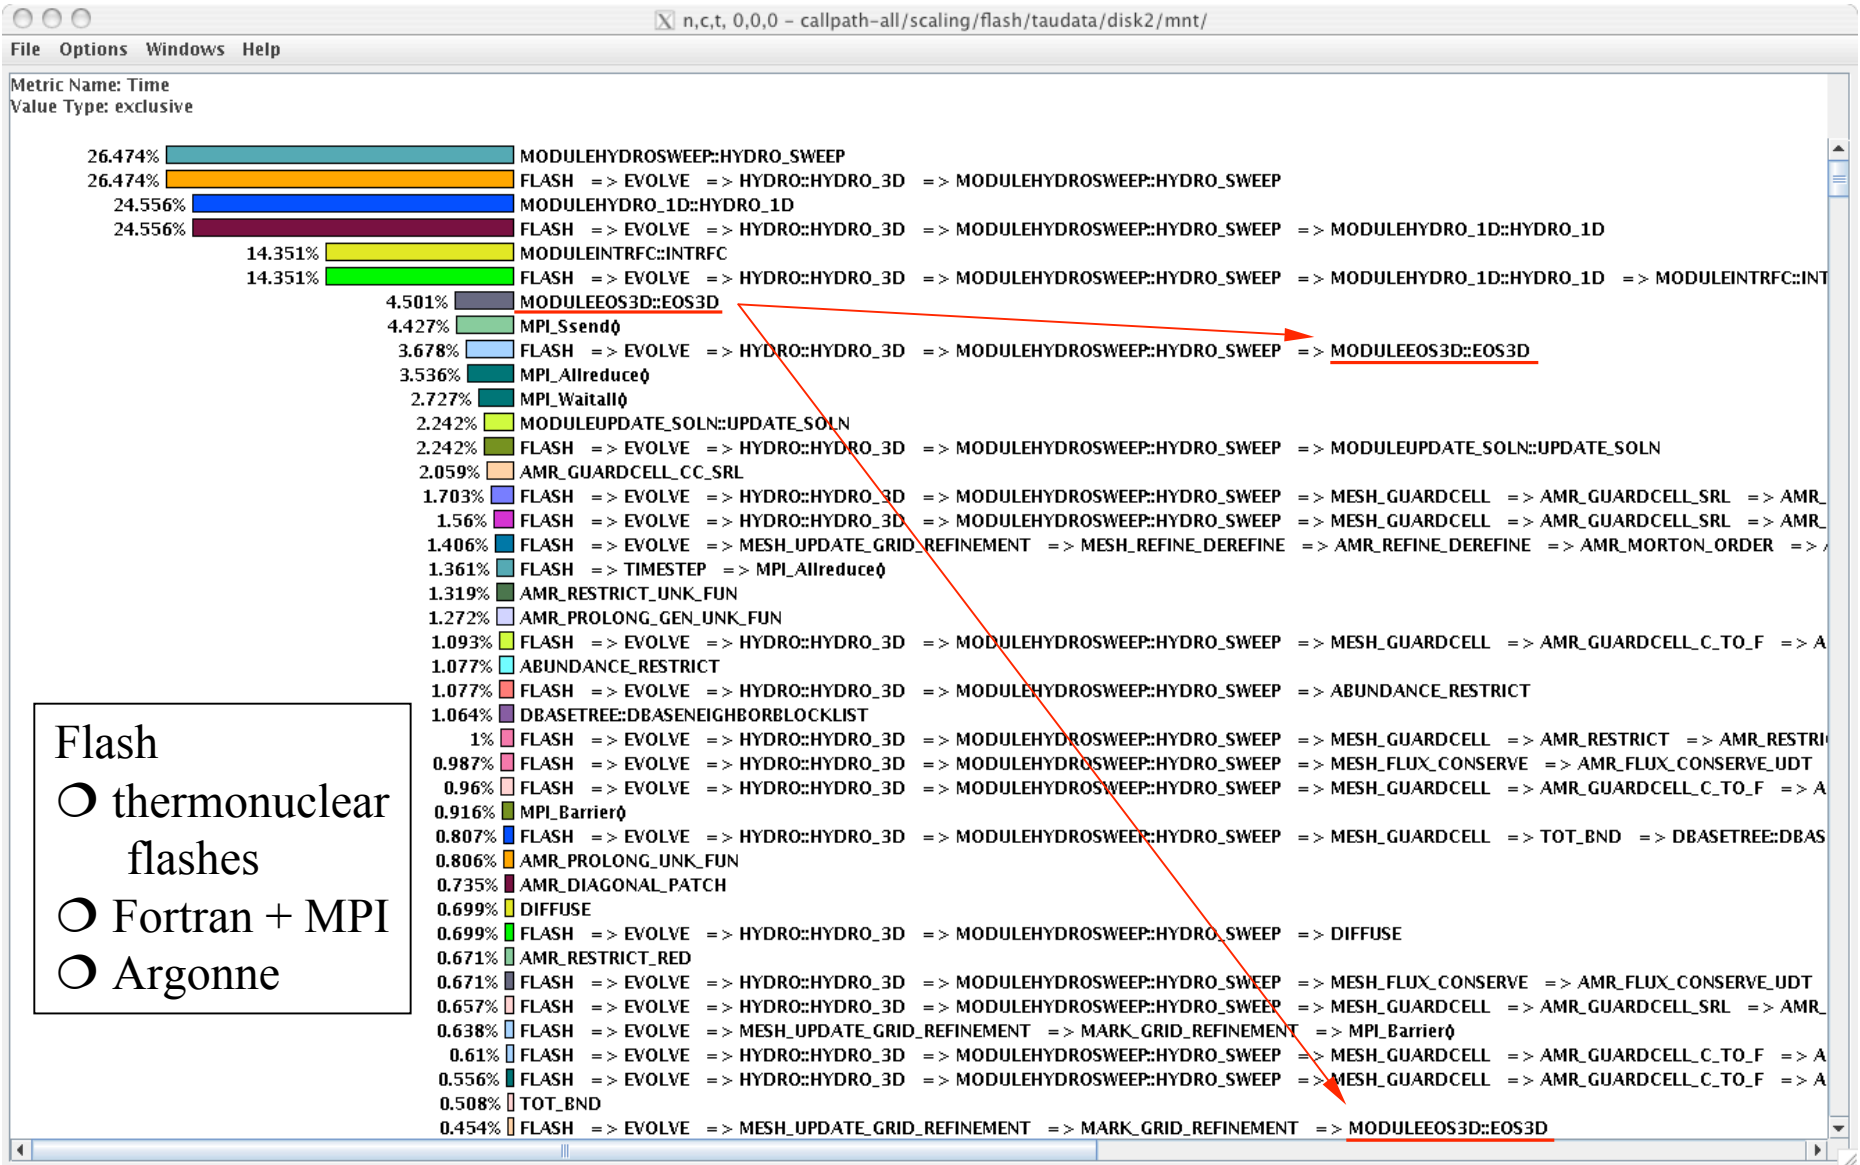 n,c,t, 0,0,0 – callpath-all/scaling/flash/taudata/disk2/mnt/
File Options Windows Help
Metric Name: Time
Value Type: exclusive
26.474% MODULEHYDROSWEEP::HYDRO_SWEEP
26.474% FLASH => EVOLVE => HYDRO::HYDRO_3D => MODULEHYDROSWEEP::HYDRO_SWEEP
24.556% MODULEHYDRO_1D::HYDRO_1D
24.556% FLASH => EVOLVE => HYDRO::HYDRO_3D => MODULEHYDROSWEEP::HYDRO_SWEEP => MODULEHYDRO_1D::HYDRO_1D
14.351% MODULEINTRFC::INTRFC
14.351% FLASH => EVOLVE => HYDRO::HYDRO_3D => MODULEHYDROSWEEP::HYDRO_SWEEP => MODULEHYDRO_1D::HYDRO_1D => MODULEINTRFC::INT
4.501% MODULEEOS3D::EOS3D
4.427% MPI_Ssend()
3.678% FLASH => EVOLVE => HYDRO::HYDRO_3D => MODULEHYDROSWEEP::HYDRO_SWEEP => MODULEEOS3D::EOS3D
3.536% MPI_Allreduce()
2.727% MPI_Waitall()
2.242% MODULEUPDATE_SOLN::UPDATE_SOLN
2.242% FLASH => EVOLVE => HYDRO::HYDRO_3D => MODULEHYDROSWEEP::HYDRO_SWEEP => MODULEUPDATE_SOLN::UPDATE_SOLN
2.059% AMR_GUARDCELL_CC_SRL
1.703% FLASH => EVOLVE => HYDRO::HYDRO_3D => MODULEHYDROSWEEP::HYDRO_SWEEP => MESH_GUARDCELL => AMR_GUARDCELL_SRL => AMR_
1.56% FLASH => EVOLVE => HYDRO::HYDRO_3D => MODULEHYDROSWEEP::HYDRO_SWEEP => MESH_GUARDCELL => AMR_GUARDCELL_SRL => AMR_
1.406% FLASH => EVOLVE => MESH_UPDATE_GRID_REFINEMENT => MESH_REFINE_DEREFINE => AMR_REFINE_DEREFINE => AMR_MORTON_ORDER =>
1.361% FLASH => TIMESTEP => MPI_Allreduce()
1.319% AMR_RESTRICT_UNK_FUN
1.272% AMR_PROLONG_GEN_UNK_FUN
1.093% FLASH => EVOLVE => HYDRO::HYDRO_3D => MODULEHYDROSWEEP::HYDRO_SWEEP => MESH_GUARDCELL => AMR_GUARDCELL_C_TO_F => A
1.077% ABUNDANCE_RESTRICT
1.077% FLASH => EVOLVE => HYDRO::HYDRO_3D => MODULEHYDROSWEEP::HYDRO_SWEEP => ABUNDANCE_RESTRICT
1.064% DBASETREE::DBASENEIGHBORBLOCKLIST
1% FLASH => EVOLVE => HYDRO::HYDRO_3D => MODULEHYDROSWEEP::HYDRO_SWEEP => MESH_GUARDCELL => AMR_RESTRICT => AMR_RESTRI
0.987% FLASH => EVOLVE => HYDRO::HYDRO_3D => MODULEHYDROSWEEP::HYDRO_SWEEP => MESH_FLUX_CONSERVE => AMR_FLUX_CONSERVE_UDT
0.96% FLASH => EVOLVE => HYDRO::HYDRO_3D => MODULEHYDROSWEEP::HYDRO_SWEEP => MESH_GUARDCELL => AMR_GUARDCELL_C_TO_F => A
0.916% MPI_Barrier()
0.807% FLASH => EVOLVE => HYDRO::HYDRO_3D => MODULEHYDROSWEEP::HYDRO_SWEEP => MESH_GUARDCELL => TOT_BND => DBASETREE::DBAS
0.806% AMR_PROLONG_UNK_FUN
0.735% AMR_DIAGONAL_PATCH
0.699% DIFFUSE
0.699% FLASH => EVOLVE => HYDRO::HYDRO_3D => MODULEHYDROSWEEP::HYDRO_SWEEP => DIFFUSE
0.671% AMR_RESTRICT_RED
0.671% FLASH => EVOLVE => HYDRO::HYDRO_3D => MODULEHYDROSWEEP::HYDRO_SWEEP => MESH_FLUX_CONSERVE => AMR_FLUX_CONSERVE_UDT
0.657% FLASH => EVOLVE => HYDRO::HYDRO_3D => MODULEHYDROSWEEP::HYDRO_SWEEP => MESH_GUARDCELL => AMR_GUARDCELL_SRL => AMR_
0.638% FLASH => EVOLVE => MESH_UPDATE_GRID_REFINEMENT => MARK_GRID_REFINEMENT => MPI_Barrier()
0.61% FLASH => EVOLVE => HYDRO::HYDRO_3D => MODULEHYDROSWEEP::HYDRO_SWEEP => MESH_GUARDCELL => AMR_GUARDCELL_C_TO_F => A
0.556% FLASH => EVOLVE => HYDRO::HYDRO_3D => MODULEHYDROSWEEP::HYDRO_SWEEP => MESH_GUARDCELL => AMR_GUARDCELL_C_TO_F => A
0.508% TOT_BND
0.454% FLASH => EVOLVE => MESH_UPDATE_GRID_REFINEMENT => MARK_GRID_REFINEMENT => MODULEEOS3D::EOS3D
Flash
thermonuclear
flashes
Fortran + MPI
Argonne